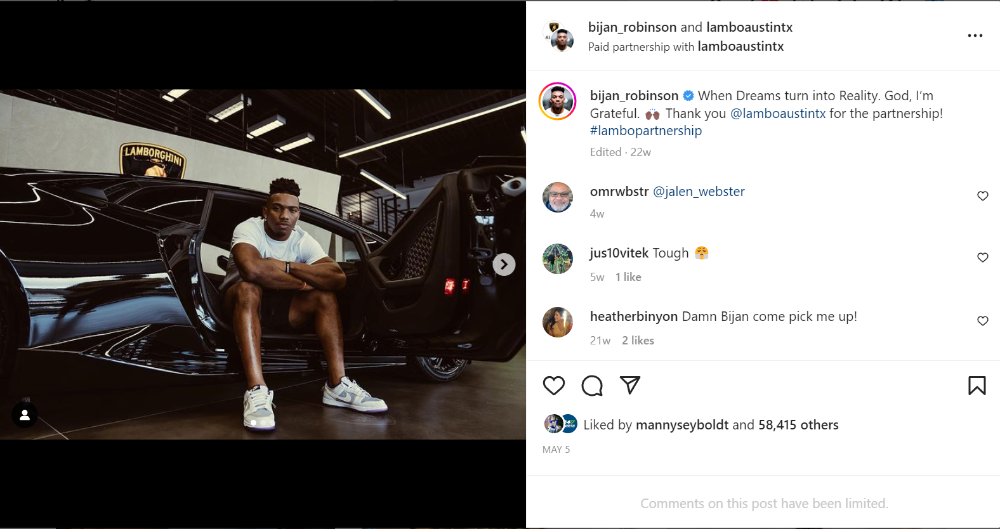 LAMBORGHINI
bijan_robinson and lamboaustintx
Paid partnership with lamboaustintx
bijan_robinson When Dreams turn into Reality. God, I’m
Grateful. 🙌🏾 Thank you @lamboaustintx for the partnership!
#lambopartnership
Edited · 22w
omrwbstr @jalen_webster
4w
jus10vitek Tough 😤
5w 1 like
heatherbinyon Damn Bijan come pick me up!
21w 2 likes
Liked by mannyseyboldt and 58,415 others
MAY 5
Comments on this post have been limited.